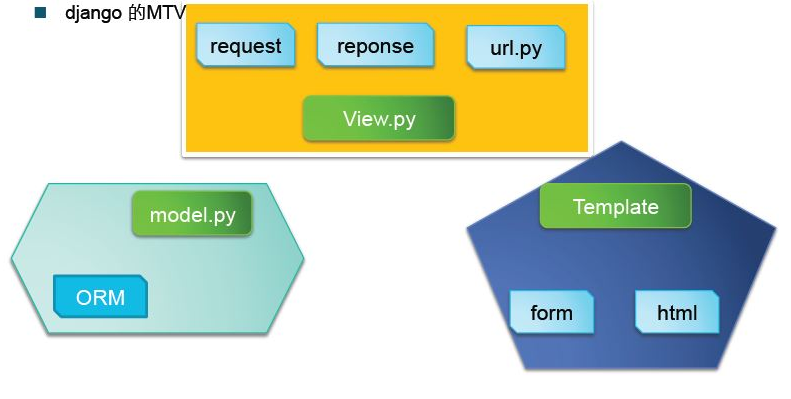 django 的MTV
request
reponse
url.py
View.py
model.py
Template
ORM
form
html